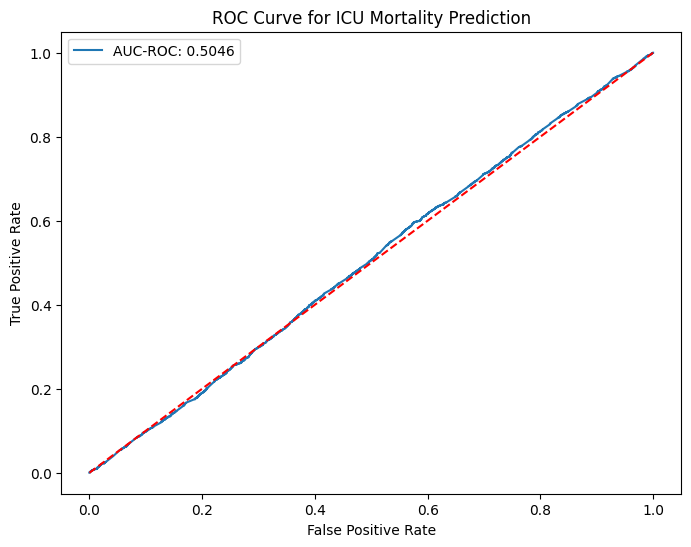 ROC Curve for ICU Mortality Prediction
AUC-ROC: 0.5046
True Positive Rate
1.0
0.8
0.6
0.4
0.2
0.0
0.0 0.2 0.4 0.6 0.8 1.0
False Positive Rate